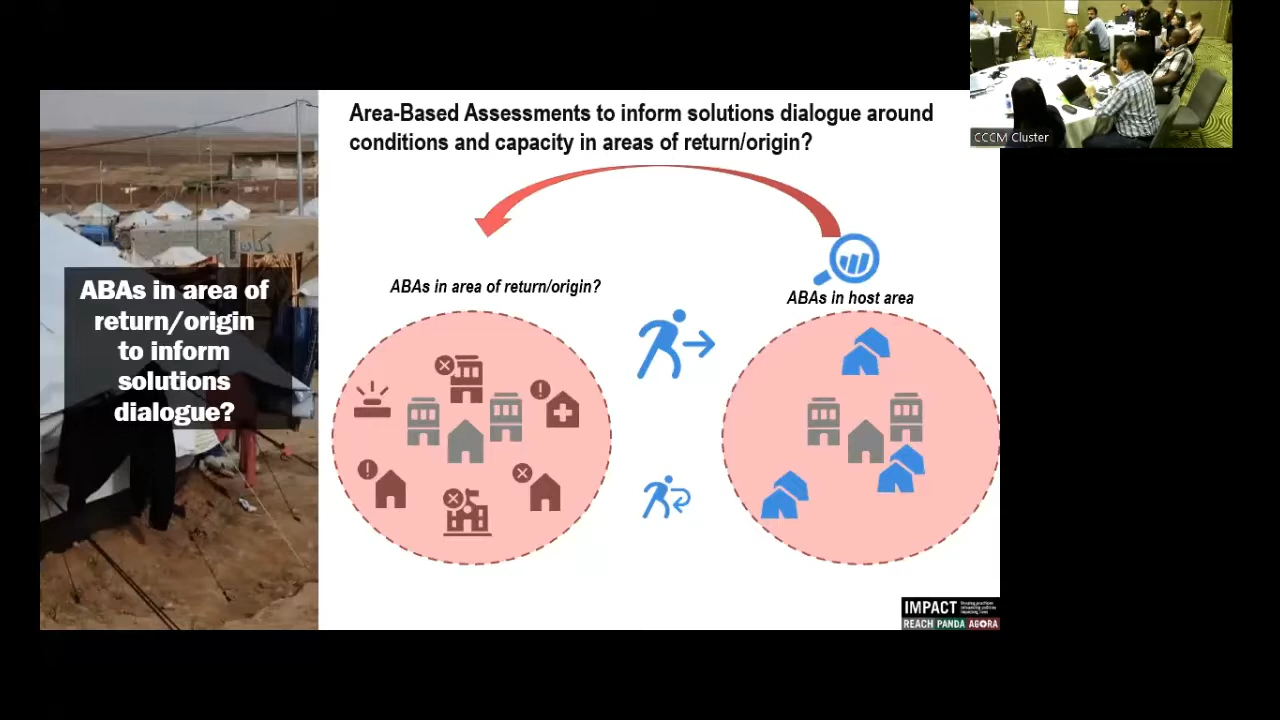 Area-Based Assessments to inform solutions dialogue around
conditions and capacity in areas of return/origin?
CCCM Cluster
ABAs in area of
return/origin
to inform
solutions
dialogue?
ABAs in area of return/origin?
ABAs in host area
IMPACT
REACH PANDA AGORA